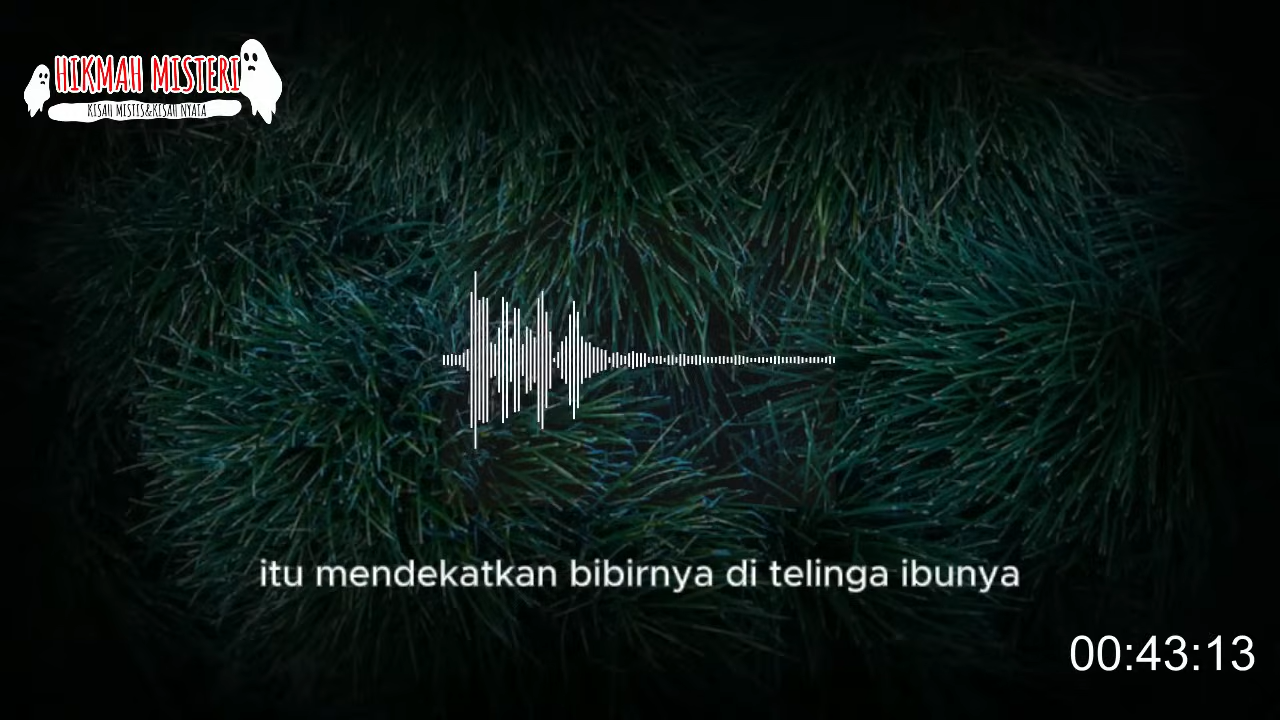 HIKMAH MISTERI
KISAH MISTIS&KISAH NYATA
itu mendekatkan bibirnya di telinga ibunya
00:43:13